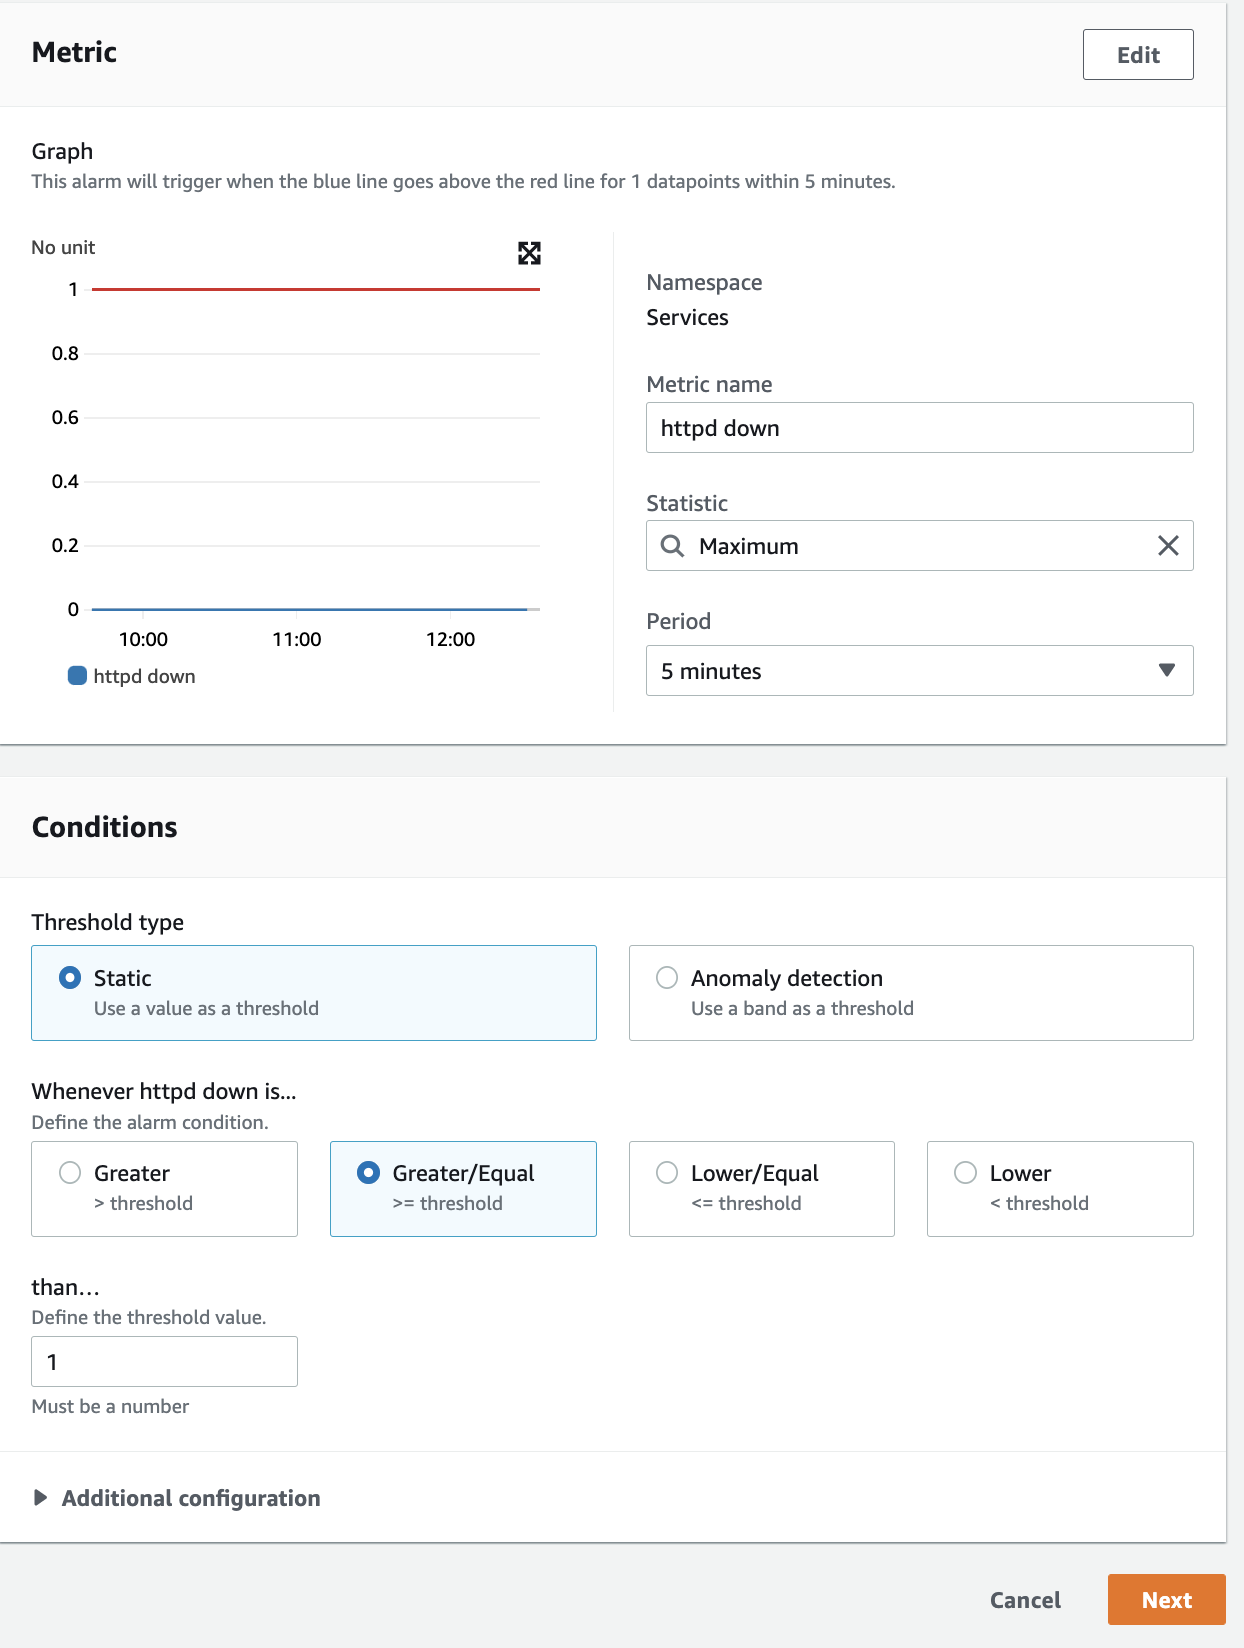 Metric
Edit
Graph
This alarm will trigger when the blue line goes above the red line for 1 datapoints within 5 minutes.
No unit
1
0.8
0.6
0.4
0.2
0
10:00 11:00 12:00
httpd down
Namespace
Services
Metric name
httpd down
Statistic
Maximum
Period
5 minutes
Conditions
Threshold type
Static
Use a value as a threshold
Anomaly detection
Use a band as a threshold
Whenever httpd down is...
Define the alarm condition.
Greater
> threshold
Greater/Equal
>= threshold
Lower/Equal
<= threshold
Lower
< threshold
than...
Define the threshold value.
1
Must be a number
Additional configuration
Cancel
Next